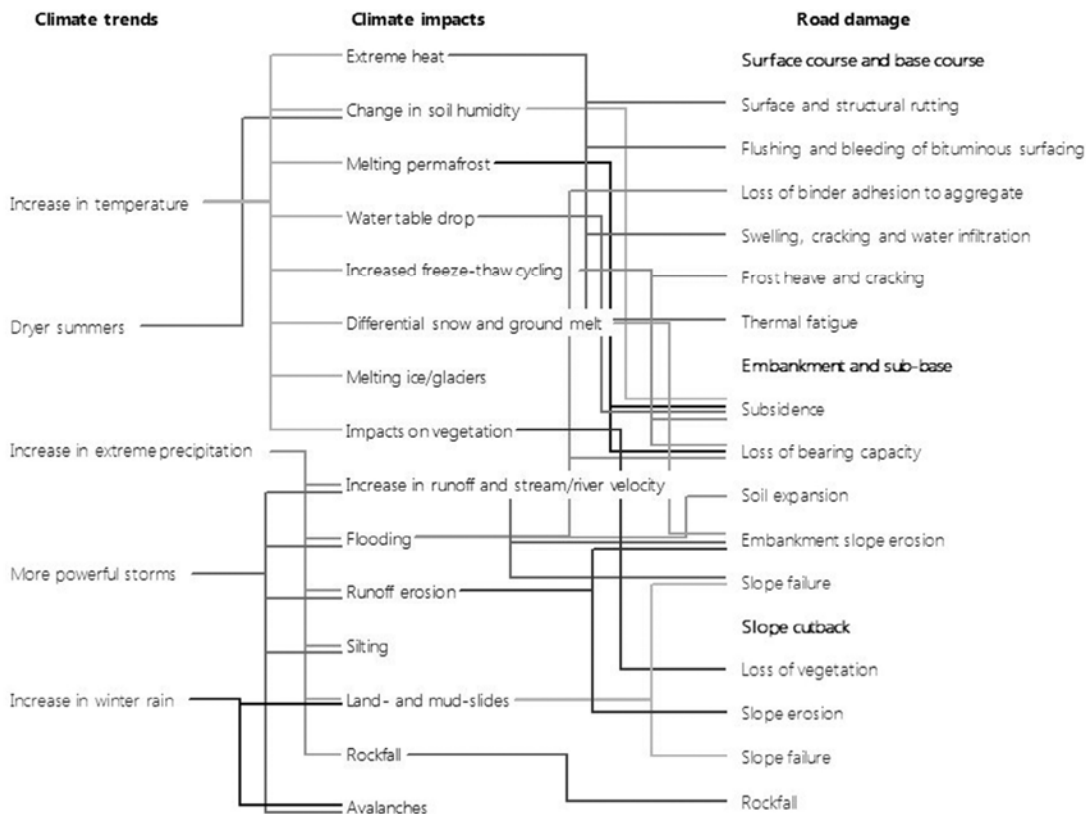 Climate trends
Climate impacts
Road damage
Increase in temperature
Dryer summers
Increase in extreme precipitation
More powerful storms
Increase in winter rain
Extreme heat
Change in soil humidity
Melting permafrost
Water table drop
Increased freeze-thaw cycling
Differential snow and ground melt
Melting ice/glaciers
Impacts on vegetation
Increase in runoff and stream/river velocity
Flooding
Runoff erosion
Silting
Land- and mud-slides
Rockfall
Avalanches
Surface course and base course
Surface and structural rutting
Flushing and bleeding of bituminous surfacing
Loss of binder adhesion to aggregate
Swelling, cracking and water infiltration
Frost heave and cracking
Thermal fatigue
Embankment and sub-base
Subsidence
Loss of bearing capacity
Soil expansion
Embankment slope erosion
Slope failure
Slope cutback
Loss of vegetation
Slope erosion
Slope failure
Rockfall